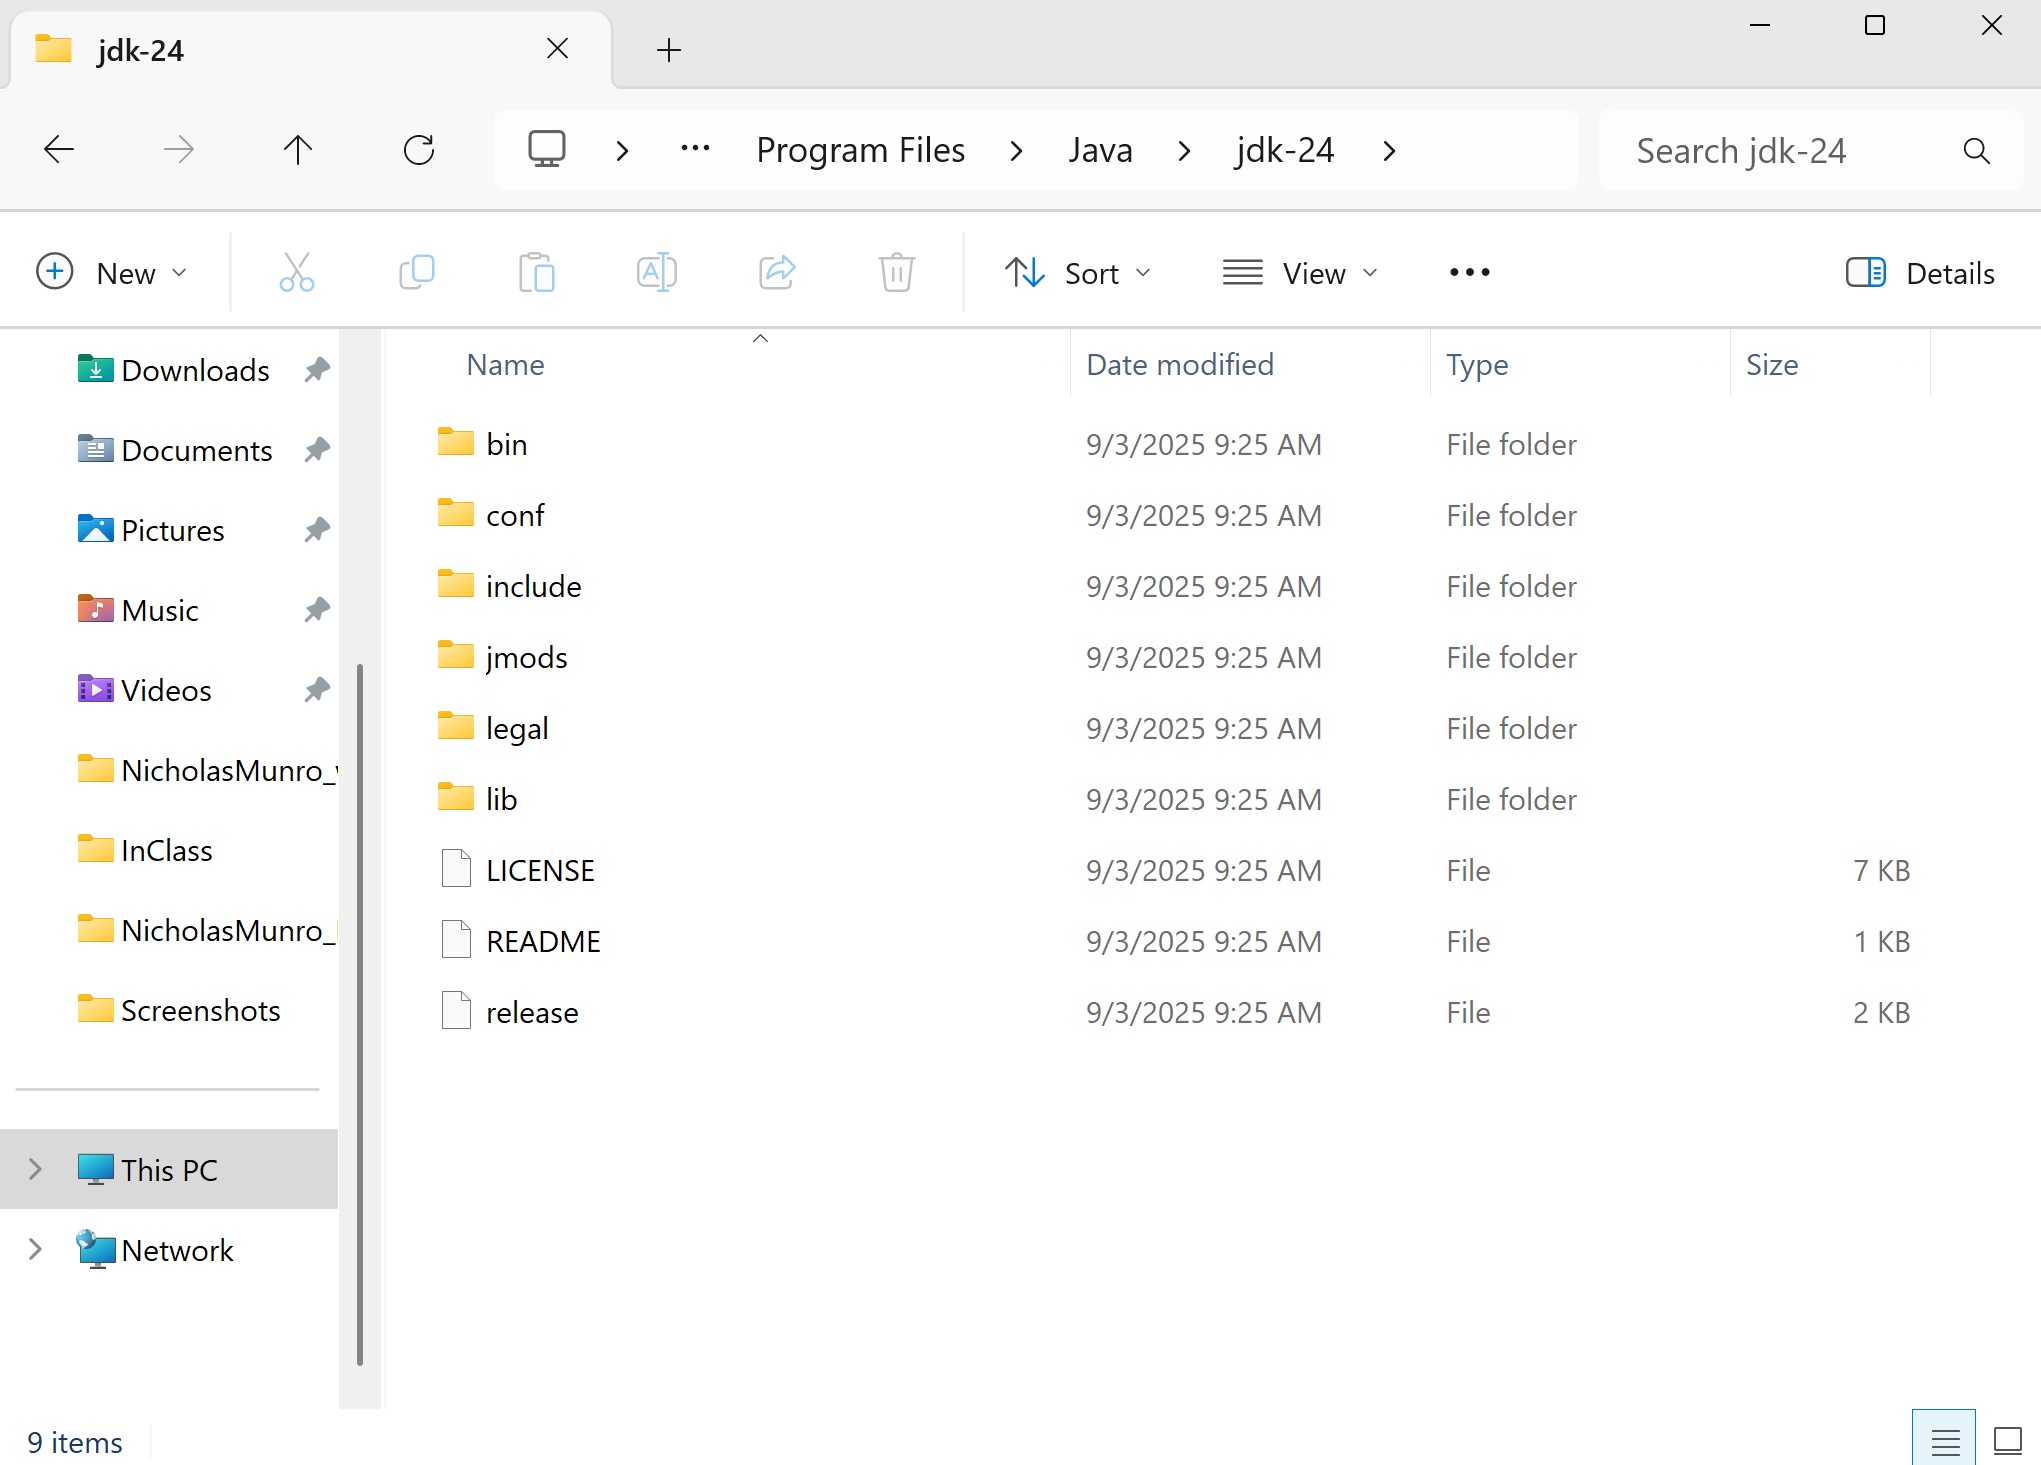 jdk-24
Program Files Java jdk-24 Search jdk-24
New Sort View Details
Name Date modified Type Size
Downloads
Documents
Pictures
Music
Videos
NicholasMunro_
InClass
NicholasMunro_
Screenshots
This PC
Network
bin 9/3/2025 9:25 AM File folder
conf 9/3/2025 9:25 AM File folder
include 9/3/2025 9:25 AM File folder
jmods 9/3/2025 9:25 AM File folder
legal 9/3/2025 9:25 AM File folder
lib 9/3/2025 9:25 AM File folder
LICENSE 9/3/2025 9:25 AM File 7 KB
README 9/3/2025 9:25 AM File 1 KB
release 9/3/2025 9:25 AM File 2 KB
9 items